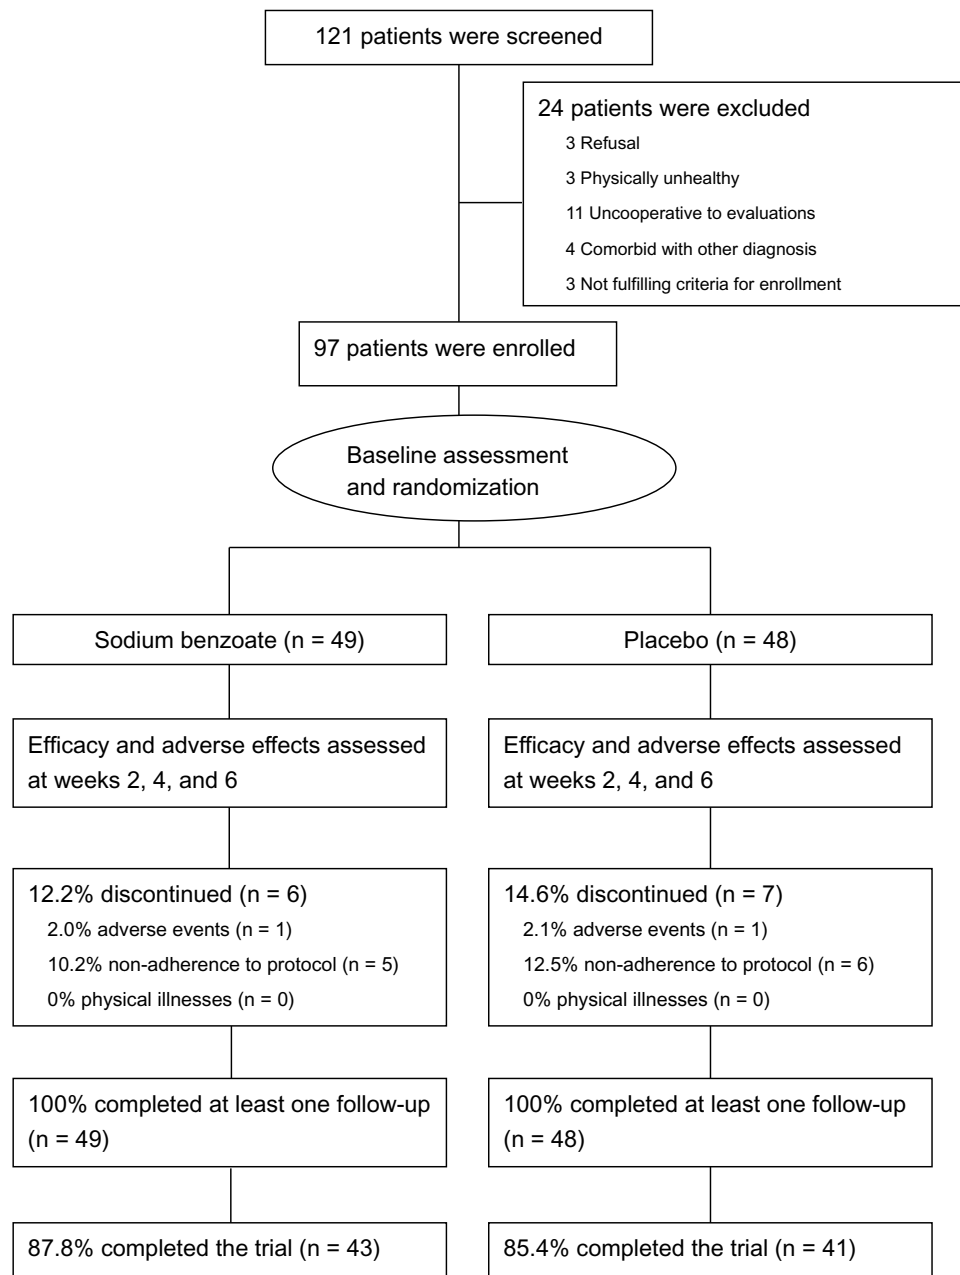 121 patients were screened
24 patients were excluded
3 Refusal
3 Physically unhealthy
11 Uncooperative to evaluations
4 Comorbid with other diagnosis
3 Not fulfilling criteria for enrollment
97 patients were enrolled
Baseline assessment
and randomization
Sodium benzoate (n = 49)
Efficacy and adverse effects assessed
at weeks 2, 4, and 6
12.2% discontinued (n = 6)
2.0% adverse events (n = 1)
10.2% non-adherence to protocol (n = 5)
0% physical illnesses (n = 0)
100% completed at least one follow-up
(n = 49)
87.8% completed the trial (n = 43)
Placebo (n = 48)
Efficacy and adverse effects assessed
at weeks 2, 4, and 6
14.6% discontinued (n = 7)
2.1% adverse events (n = 1)
12.5% non-adherence to protocol (n = 6)
0% physical illnesses (n = 0)
100% completed at least one follow-up
(n = 48)
85.4% completed the trial (n = 41)